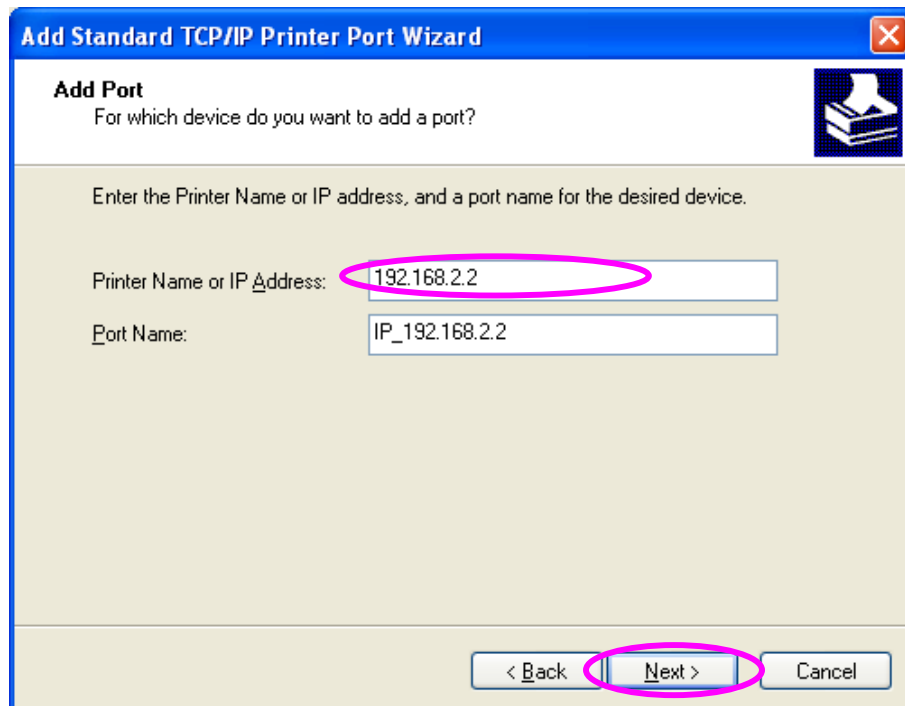 Add Standard TCP/IP Printer Port Wizard
Add Port
For which device do you want to add a port?
Enter the Printer Name or IP address, and a port name for the desired device.
Printer Name or IP Address: 192.168.2.2
Port Name: IP_192.168.2.2
< Back Next > Cancel